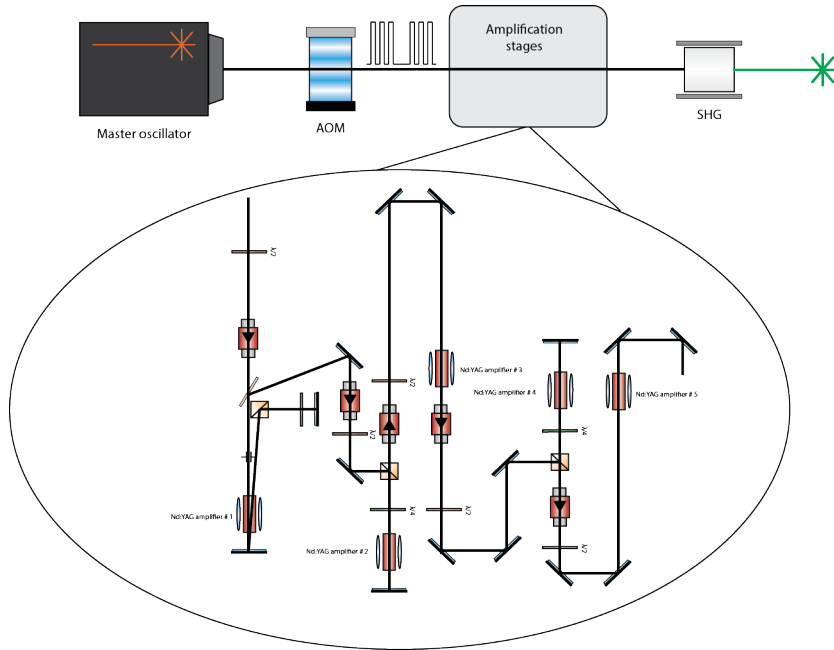 Amplification
stages
Master oscillator
AOM
SHG
λ/2
λ/2
Nd:YAG amplifier # 3
Nd:YAG amplifier # 4
Nd:YAG amplifier # 5
λ/2
λ/4
λ/2
Nd:YAG amplifier # 1
λ/4
λ/2
Nd:YAG amplifier # 2
λ/2